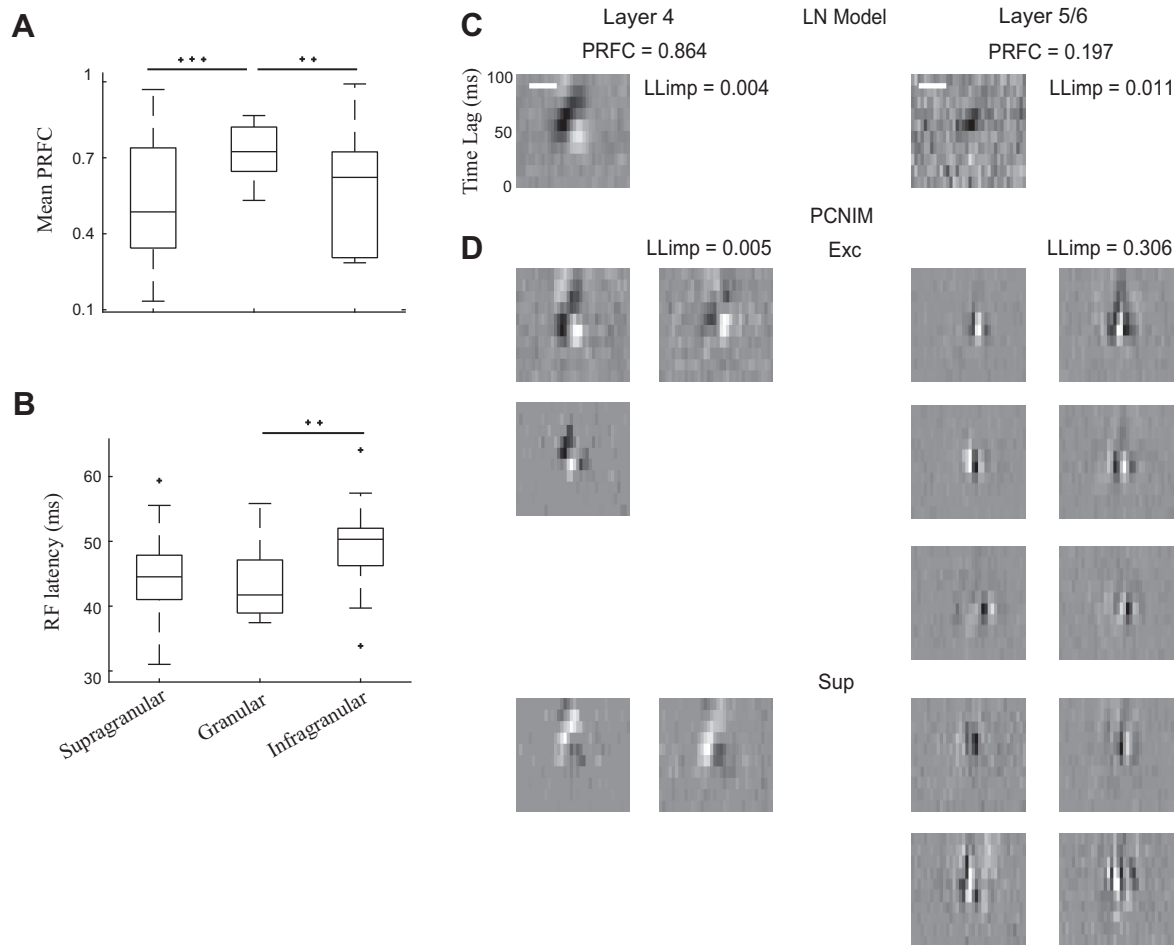 A
+ + +
+ +
Mean PRFC
1
0.7
0.4
0.1
B
+ +
RF latency (ms)
60
50
40
30
Supragranular
Granular
Infragranular
C
Layer 4
LN Model
Layer 5/6
PRFC = 0.864
PRFC = 0.197
LLimp = 0.004
LLimp = 0.011
Time Lag (ms)
100
50
0
PCNIM
D
LLimp = 0.005
Exc
LLimp = 0.306
Sup